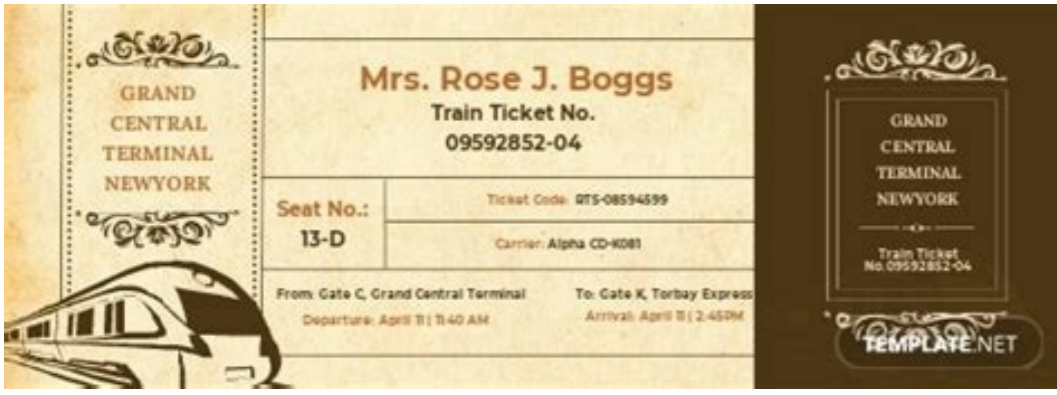 GRAND
CENTRAL
TERMINAL
NEWYORK
Mrs. Rose J. Boggs
Train Ticket No.
09592852-04
Seat No.:
13-D
Ticket Code: RTS-08594599
Carrier: Alpha CD-K081
From: Gate C, Grand Central Terminal
Departure: April 11 | 11:40 AM
To: Gate K, Torbay Express
Arrival: April 11 | 2:45PM
GRAND
CENTRAL
TERMINAL
NEWYORK
Train Ticket
No.09592852-04
TEMPLATE.NET